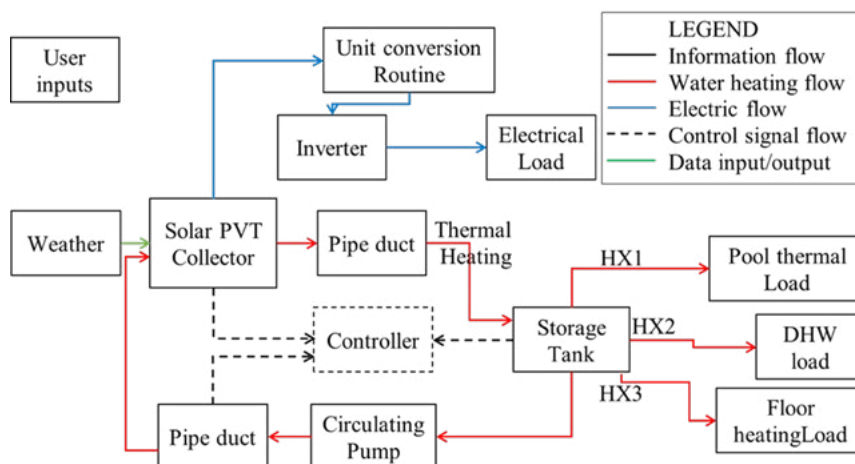 User
inputs
Unit conversion
Routine
Inverter
Electrical
Load
LEGEND
Information flow
Water heating flow
Electric flow
Control signal flow
Data input/output
Weather
Solar PVT
Collector
Pipe duct
Thermal
Heating
HX1
Pool thermal
Load
Controller
Storage
Tank
HX2
DHW
load
HX3
Floor
heatingLoad
Pipe duct
Circulating
Pump